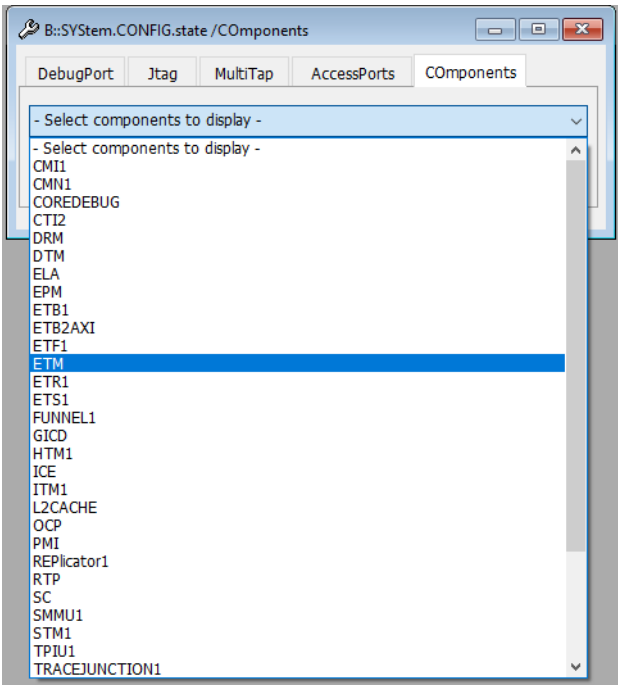 B::SYStem.CONFIG.state /COmponents
DebugPort Jtag MultiTap AccessPorts COmponents
- Select components to display -
- Select components to display -
CMI1
CMN1
COREDEBUG
CTI2
DRM
DTM
ELA
EPM
ETB1
ETB2AXI
ETF1
ETM
ETR1
ETS1
FUNNEL1
GICD
HTM1
ICE
ITM1
L2CACHE
OCP
PMI
REPlicator1
RTP
SC
SMMU1
STM1
TPIU1
TRACEJUNCTION1